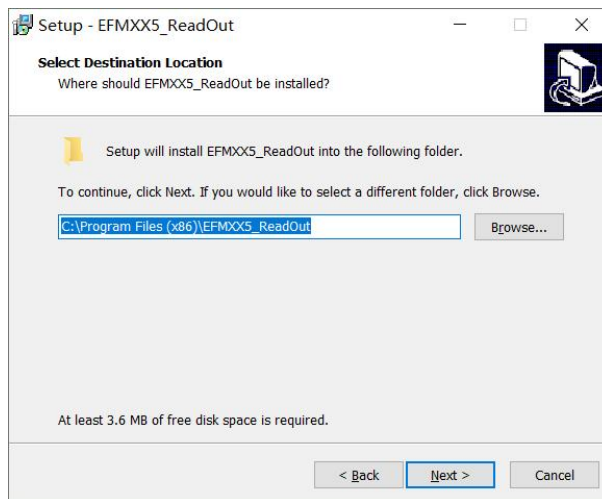 Setup - EFMXX5_ReadOut
Select Destination Location
Where should EFMXX5_ReadOut be installed?
Setup will install EFMXX5_ReadOut into the following folder.
To continue, click Next. If you would like to select a different folder, click Browse.
C:\Program Files (x86)\EFMXX5_ReadOut
Browse...
At least 3.6 MB of free disk space is required.
< Back
Next >
Cancel